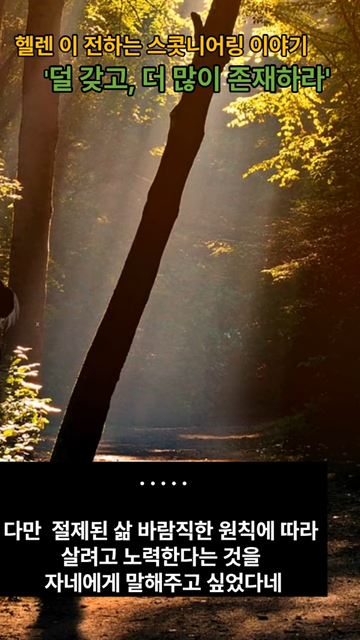 헬렌 이 전하는 스콧니어링 이야기
'덜 갖고, 더 많이 존재하라'
.....
다만 절제된 삶 바람직한 원칙에 따라
살려고 노력한다는 것을
자네에게 말해주고 싶었다네